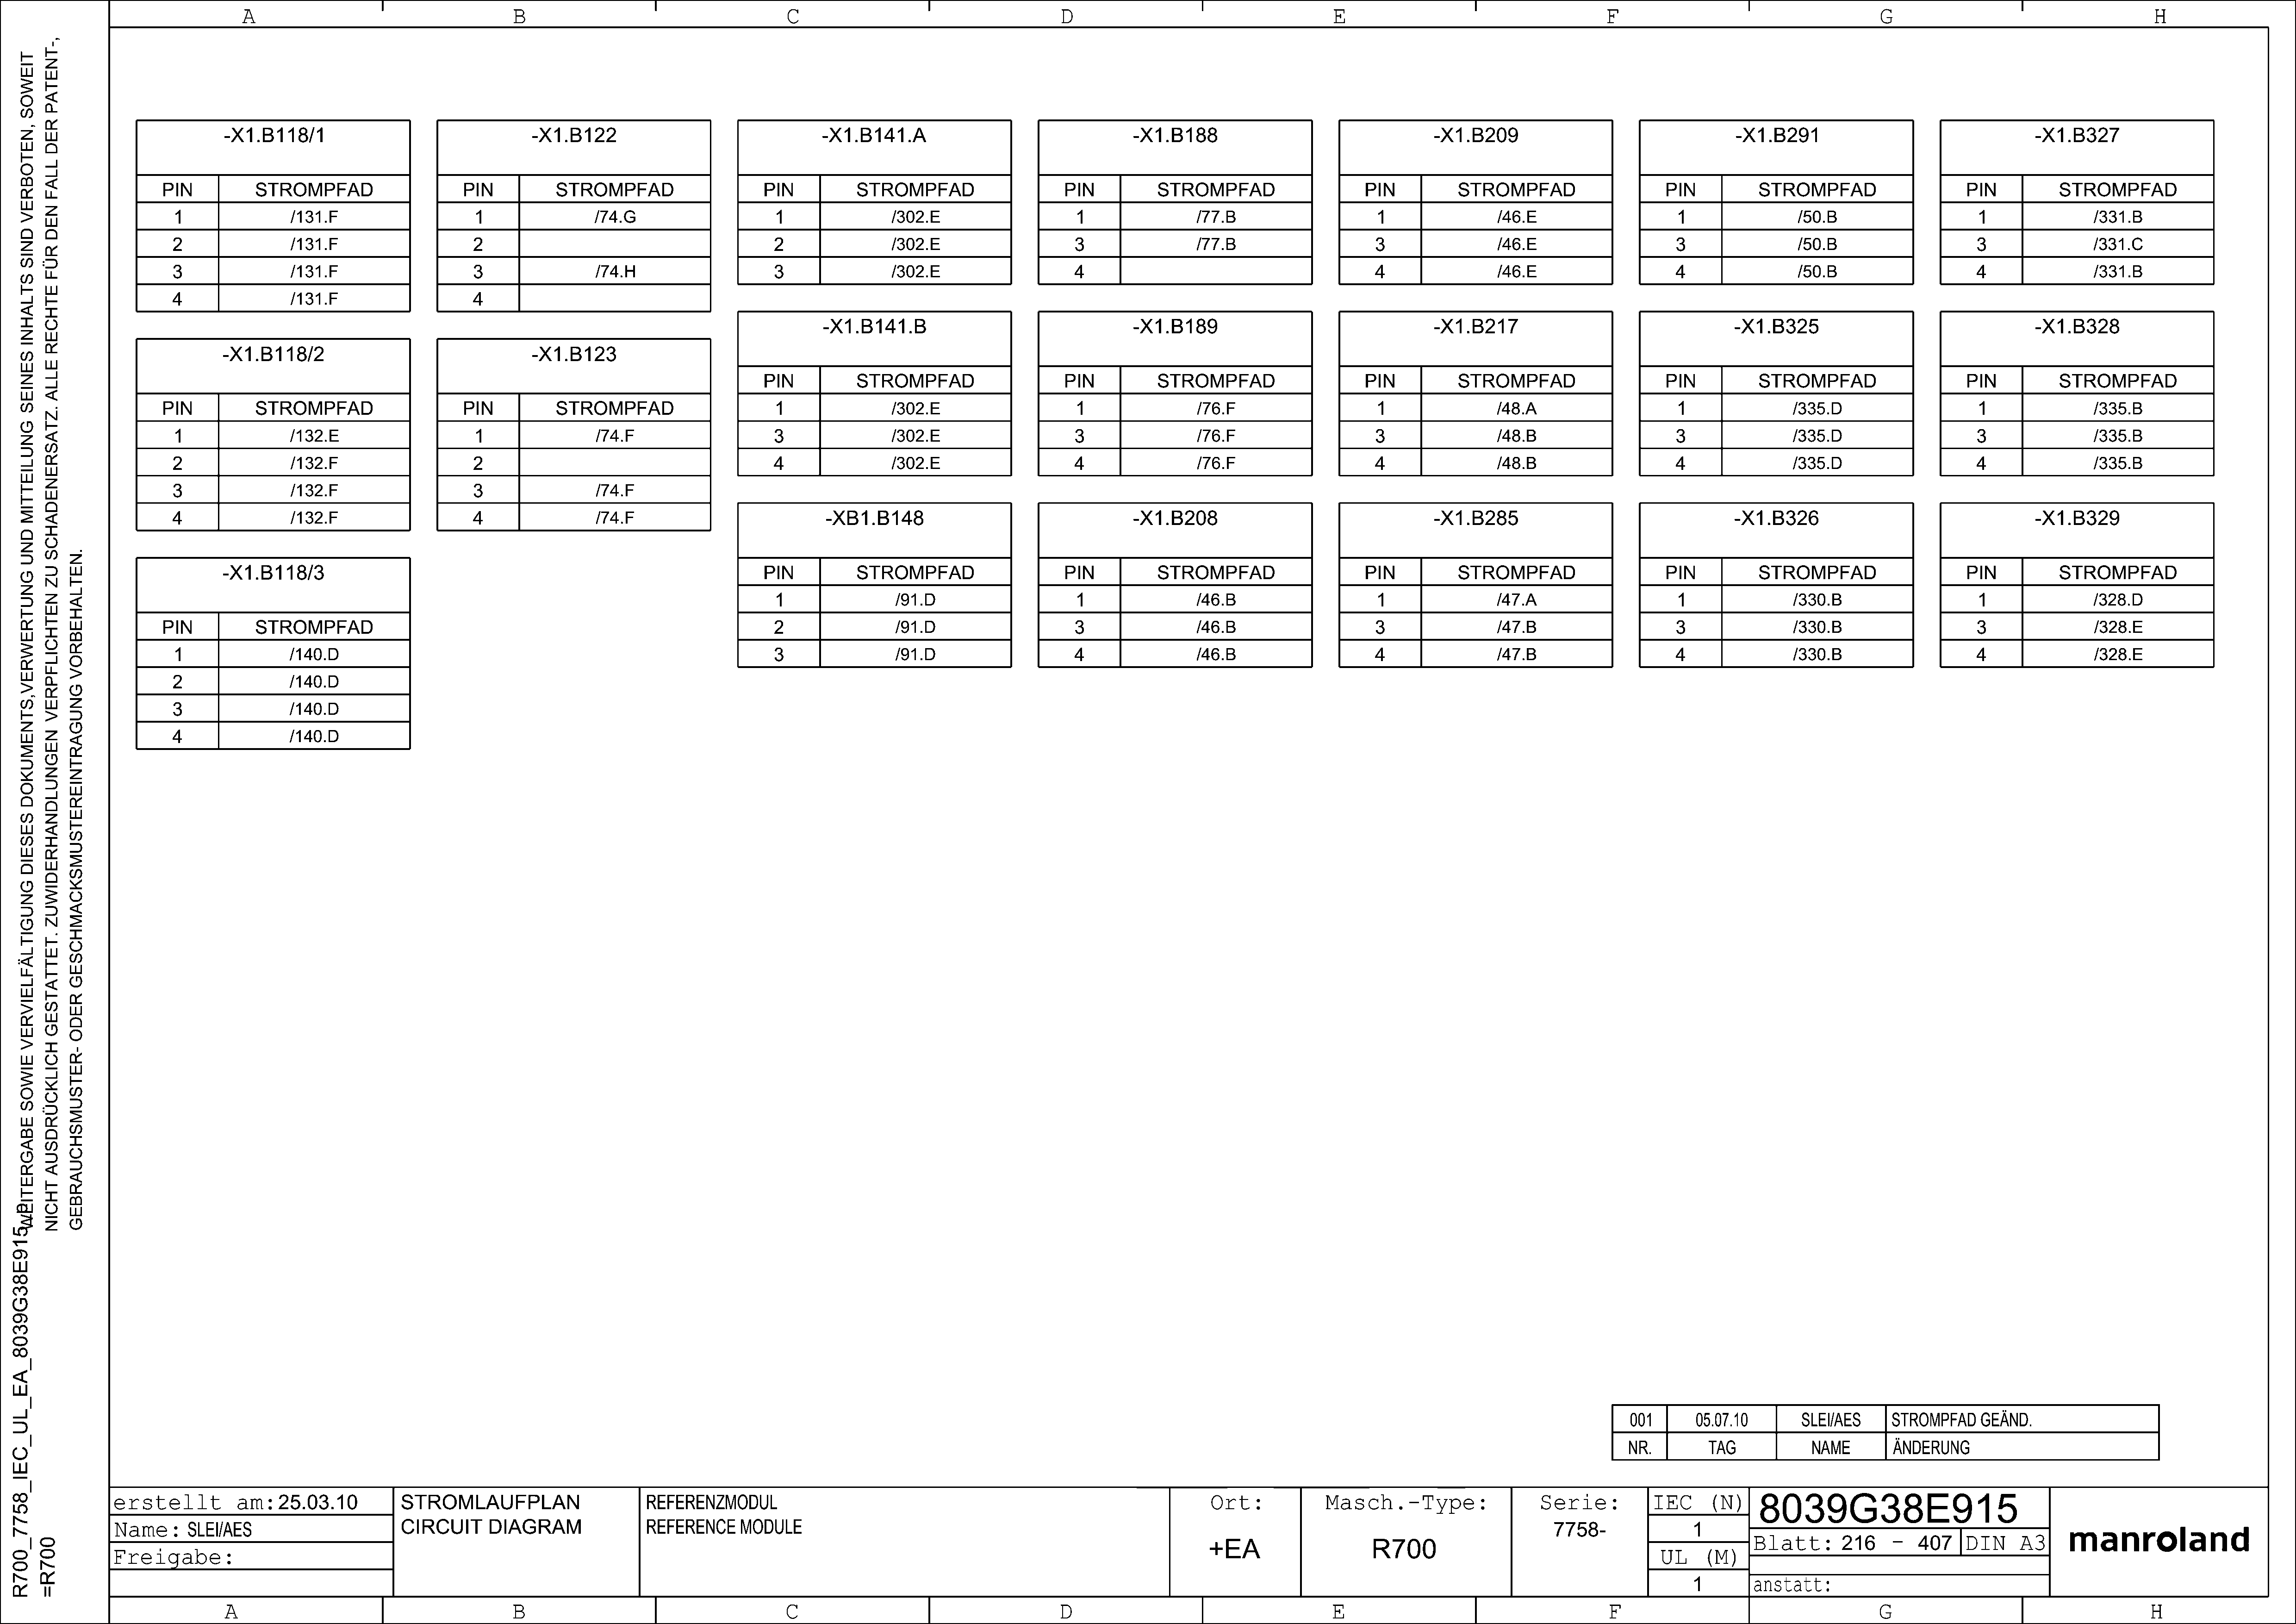 A B C D E F G H
-X1.B118/1
PIN STROMPFAD
1 /131.F
2 /131.F
3 /131.F
4 /131.F
-X1.B118/2
PIN STROMPFAD
1 /132.E
2 /132.F
3 /132.F
4 /132.F
-X1.B118/3
PIN STROMPFAD
1 /140.D
2 /140.D
3 /140.D
4 /140.D
-X1.B122
PIN STROMPFAD
1 /74.G
2
3 /74.H
4
-X1.B123
PIN STROMPFAD
1 /74.F
2
3 /74.F
4 /74.F
-X1.B141.A
PIN STROMPFAD
1 /302.E
2 /302.E
3 /302.E
-X1.B141.B
PIN STROMPFAD
1 /302.E
3 /302.E
4 /302.E
-XB1.B148
PIN STROMPFAD
1 /91.D
2 /91.D
3 /91.D
-X1.B188
PIN STROMPFAD
1 /77.B
3 /77.B
4
-X1.B189
PIN STROMPFAD
1 /76.F
3 /76.F
4 /76.F
-X1.B208
PIN STROMPFAD
1 /46.B
3 /46.B
4 /46.B
-X1.B209
PIN STROMPFAD
1 /46.E
3 /46.E
4 /46.E
-X1.B217
PIN STROMPFAD
1 /48.A
3 /48.B
4 /48.B
-X1.B285
PIN STROMPFAD
1 /47.A
3 /47.B
4 /47.B
-X1.B291
PIN STROMPFAD
1 /50.B
3 /50.B
4 /50.B
-X1.B325
PIN STROMPFAD
1 /335.D
3 /335.D
4 /335.D
-X1.B326
PIN STROMPFAD
1 /330.B
3 /330.B
4 /330.B
-X1.B327
PIN STROMPFAD
1 /331.B
3 /331.C
4 /331.B
-X1.B328
PIN STROMPFAD
1 /335.B
3 /335.B
4 /335.B
-X1.B329
PIN STROMPFAD
1 /328.D
3 /328.E
4 /328.E
WEITERGABE SOWIE VERVIELFÄLTIGUNG DIESES DOKUMENTS,VERWERTUNG UND MITTEILUNG SEINES INHALTS SIND VERBOTEN, SOWEIT
NICHT AUSDRÜCKLICH GESTATTET. ZUWIDERHANDLUNGEN VERPFLICHTEN ZU SCHADENERSATZ. ALLE RECHTE FÜR DEN FALL DER PATENT-,
GEBRAUCHSMUSTER- ODER GESCHMACKSMUSTEREINTRAGUNG VORBEHALTEN.
=R700
001 05.07.10 SLEI/AES STROMPFAD GEÄND.
NR. TAG NAME ÄNDERUNG
erstellt am: 25.03.10
Name: SLEI/AES
Freigabe:
STROMLAUFPLAN
CIRCUIT DIAGRAM
REFERENZMODUL
REFERENCE MODULE
Ort:
+EA
Masch.-Type:
R700
Serie:
7758-
IEC (N)
1
UL (M)
1
8039G38E915
Blatt: 216 - 407 DIN A3
anstatt:
manroland
A B C D E F G H